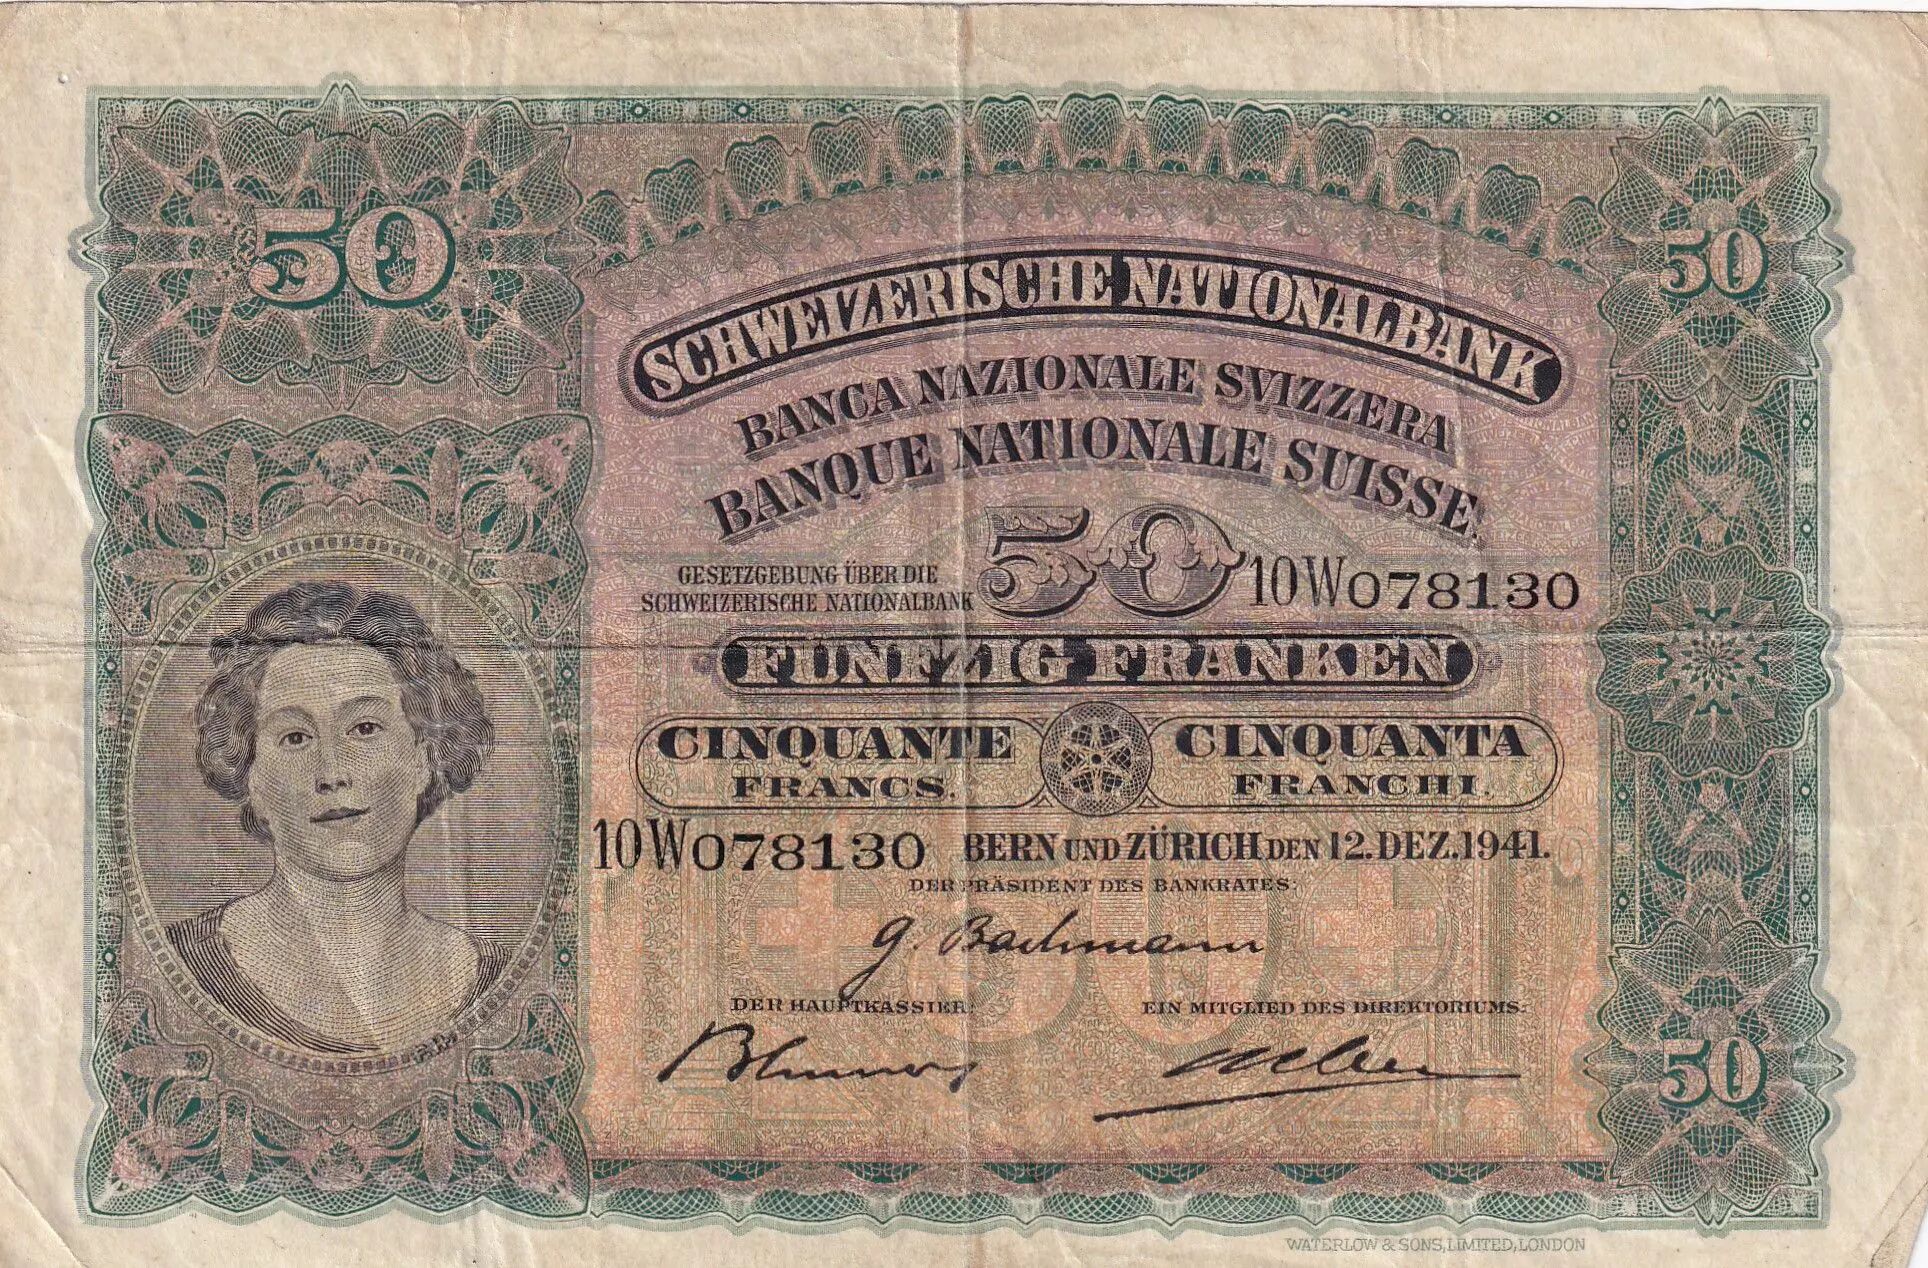 50
50
SCHWEIZERISCHE NATIONALBANK
BANCA NAZIONALE SVIZZERA
BANQUE NATIONALE SUISSE.
GESETZGEBUNG ÜBER DIE
SCHWEIZERISCHE NATIONALBANK
50
10W078130
FÜNFZIG FRANKEN
CINQUANTE
FRANCS.
CINQUANTA
FRANCHI.
10W078130
BERN UND ZÜRICH DEN 12. DEZ. 1941.
DER PRÄSIDENT DES BANKRATES:
G. Bachmann
DER HAUPTKASSIER:
EIN MITGLIED DES DIREKTORIUMS:
50
WATERLOW & SONS, LIMITED, LONDON